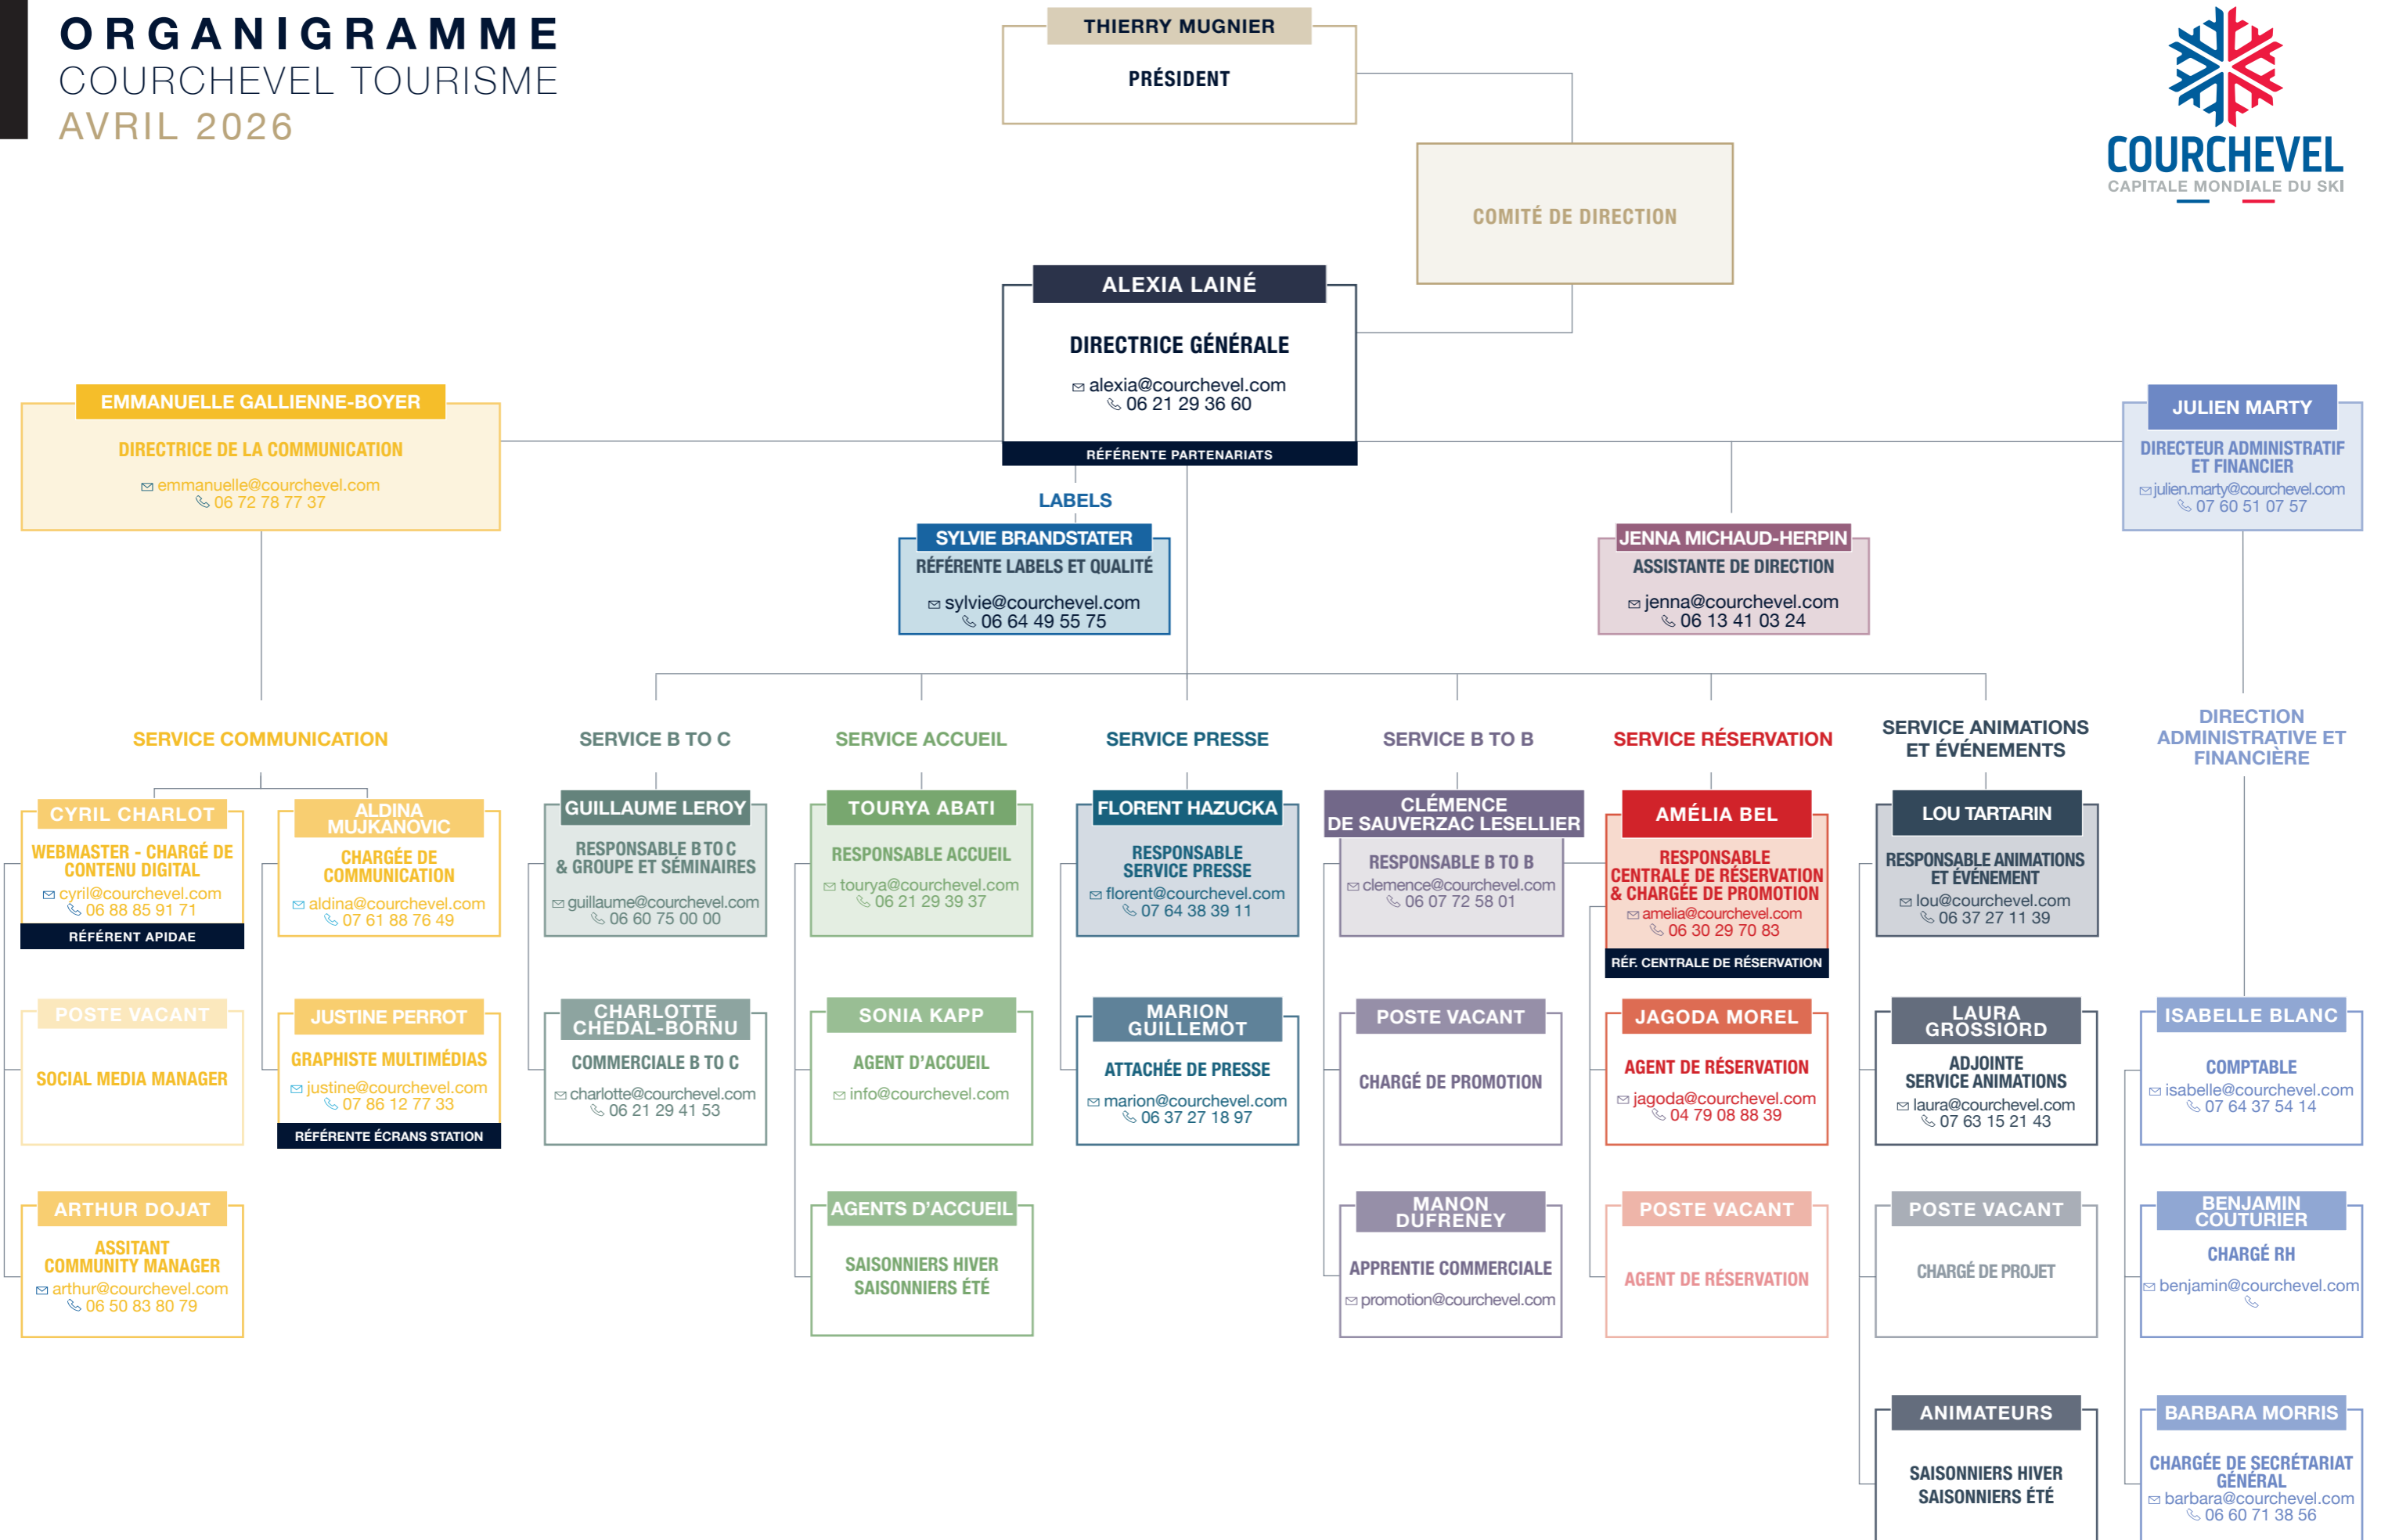 ORGANIGRAMME
COURCHEVEL TOURISME
AVRIL 2026
THIERRY MUGNIER
PRÉSIDENT
COURCHEVEL
CAPITALE MONDIALE DU SKI
COMITÉ DE DIRECTION
ALEXIA LAINÉ
DIRECTRICE GÉNÉRALE
alexia@courchevel.com
06 21 29 36 60
RÉFÉRENTE PARTENARIATS
EMMANUELLE GALLIENNE-BOYER
DIRECTRICE DE LA COMMUNICATION
emmanuelle@courchevel.com
06 72 78 77 37
JULIEN MARTY
DIRECTEUR ADMINISTRATIF
ET FINANCIER
julien.marty@courchevel.com
07 60 51 07 57
LABELS
SYLVIE BRANDSTATER
RÉFÉRENTE LABELS ET QUALITÉ
sylvie@courchevel.com
06 64 49 55 75
JENNA MICHAUD-HERPIN
ASSISTANTE DE DIRECTION
jenna@courchevel.com
06 13 41 03 24
SERVICE COMMUNICATION
CYRIL CHARLOT
WEBMASTER - CHARGÉ DE
CONTENU DIGITAL
cyril@courchevel.com
06 88 85 91 71
RÉFÉRENT APIDAE
POSTE VACANT
SOCIAL MEDIA MANAGER
ARTHUR DOJAT
ASSITANT
COMMUNITY MANAGER
arthur@courchevel.com
06 50 83 80 79
ALDINA
MUJKANOVIC
CHARGÉE DE
COMMUNICATION
aldina@courchevel.com
07 61 88 76 49
JUSTINE PERROT
GRAPHISTE MULTIMÉDIAS
justine@courchevel.com
07 86 12 77 33
RÉFÉRENTE ÉCRANS STATION
SERVICE B TO C
GUILLAUME LEROY
RESPONSABLE B TO C
& GROUPE ET SÉMINAIRES
guillaume@courchevel.com
06 60 75 00 00
CHARLOTTE
CHEDAL-BORNU
COMMERCIALE B TO C
charlotte@courchevel.com
06 21 29 41 53
SERVICE ACCUEIL
TOURYA ABATI
RESPONSABLE ACCUEIL
tourya@courchevel.com
06 21 29 39 37
SONIA KAPP
AGENT D'ACCUEIL
info@courchevel.com
AGENTS D'ACCUEIL
SAISONNIERS HIVER
SAISONNIERS ÉTÉ
SERVICE PRESSE
FLORENT HAZUCKA
RESPONSABLE
SERVICE PRESSE
florent@courchevel.com
07 64 38 39 11
MARION
GUILLEMOT
ATTACHÉE DE PRESSE
marion@courchevel.com
06 37 27 18 97
SERVICE B TO B
CLÉMENCE
DE SAUVERZAC LESELLIER
RESPONSABLE B TO B
clemence@courchevel.com
06 07 72 58 01
POSTE VACANT
CHARGÉ DE PROMOTION
MANON
DUFRENEY
APPRENTIE COMMERCIALE
promotion@courchevel.com
SERVICE RÉSERVATION
AMÉLIA BEL
RESPONSABLE
CENTRALE DE RÉSERVATION
& CHARGÉE DE PROMOTION
amelia@courchevel.com
06 30 29 70 83
RÉF. CENTRALE DE RÉSERVATION
JAGODA MOREL
AGENT DE RÉSERVATION
jagoda@courchevel.com
04 79 08 88 39
POSTE VACANT
AGENT DE RÉSERVATION
SERVICE ANIMATIONS
ET ÉVÉNEMENTS
LOU TARTARIN
RESPONSABLE ANIMATIONS
ET ÉVÉNEMENT
lou@courchevel.com
06 37 27 11 39
LAURA
GROSSIORD
ADJOINTE
SERVICE ANIMATIONS
laura@courchevel.com
07 63 15 21 43
POSTE VACANT
CHARGÉ DE PROJET
ANIMATEURS
SAISONNIERS HIVER
SAISONNIERS ÉTÉ
DIRECTION
ADMINISTRATIVE ET
FINANCIÈRE
ISABELLE BLANC
COMPTABLE
isabelle@courchevel.com
07 64 37 54 14
BENJAMIN
COUTURIER
CHARGÉ RH
benjamin@courchevel.com
BARBARA MORRIS
CHARGÉE DE SECRÉTARIAT
GÉNÉRAL
barbara@courchevel.com
06 60 71 38 56